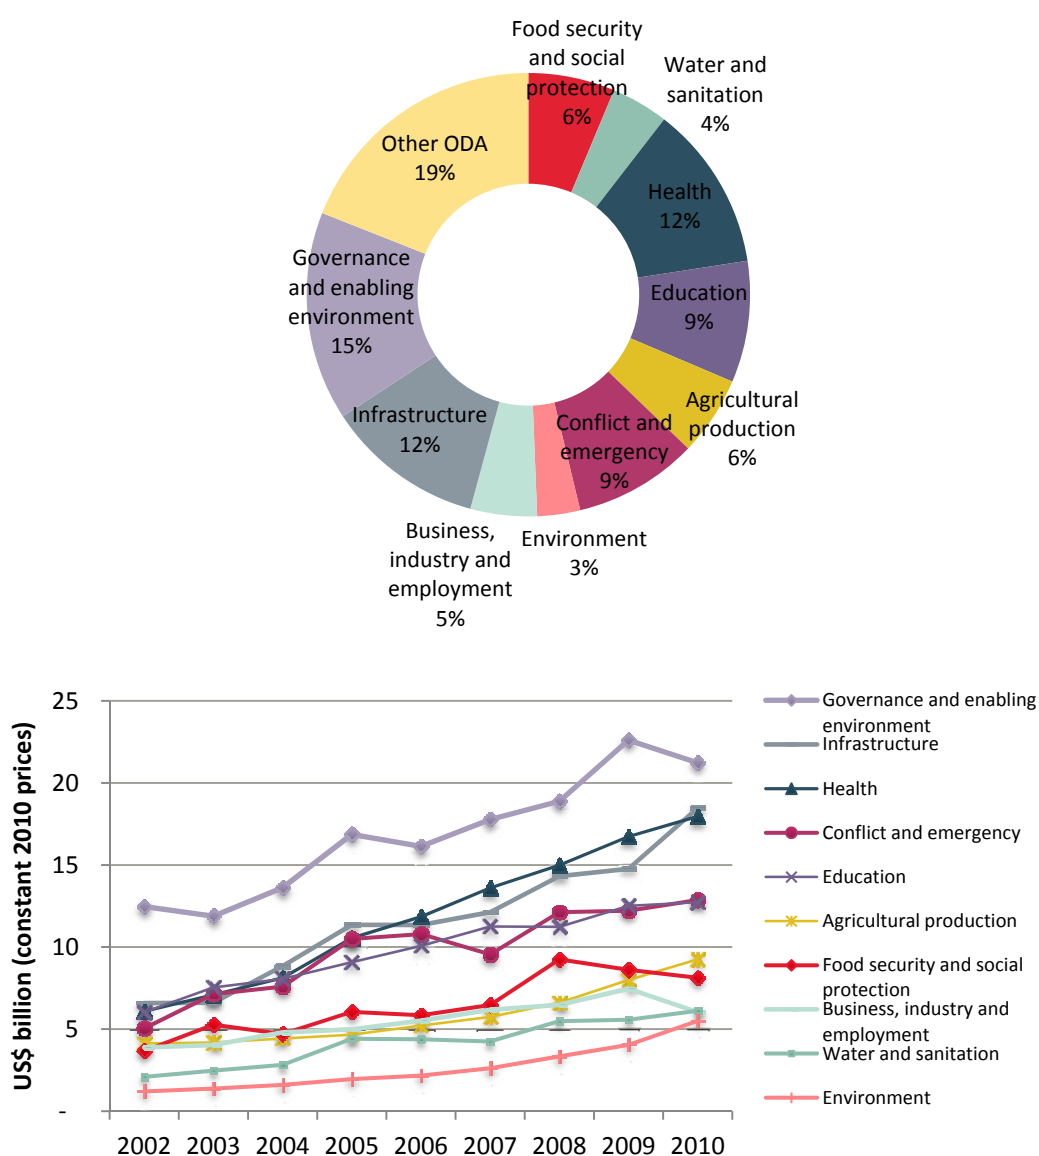 Food security
and social
protection
6%
Water and
sanitation
4%
Health
12%
Education
9%
Agricultural
production
6%
Conflict and
emergency
9%
Environment
3%
Business,
industry and
employment
5%
Infrastructure
12%
Governance
and enabling
environment
15%
Other ODA
19%
US$ billion (constant 2010 prices)
25
20
15
10
5
-
2002 2003 2004 2005 2006 2007 2008 2009 2010
Governance and enabling
environment
Infrastructure
Health
Conflict and emergency
Education
Agricultural production
Food security and social
protection
Business, industry and
employment
Water and sanitation
Environment